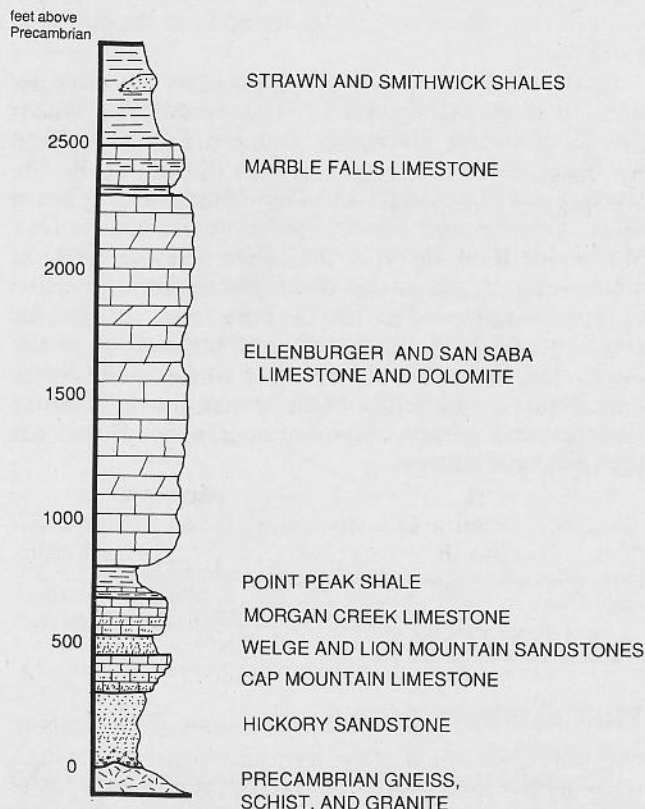 feet above
Precambrian
STRAWN AND SMITHWICK SHALES
2500
MARBLE FALLS LIMESTONE
2000
ELLENBURGER AND SAN SABA
LIMESTONE AND DOLOMITE
1500
1000
POINT PEAK SHALE
MORGAN CREEK LIMESTONE
500
WELGE AND LION MOUNTAIN SANDSTONES
CAP MOUNTAIN LIMESTONE
HICKORY SANDSTONE
0
PRECAMBRIAN GNEISS,
SCHIST, AND GRANITE